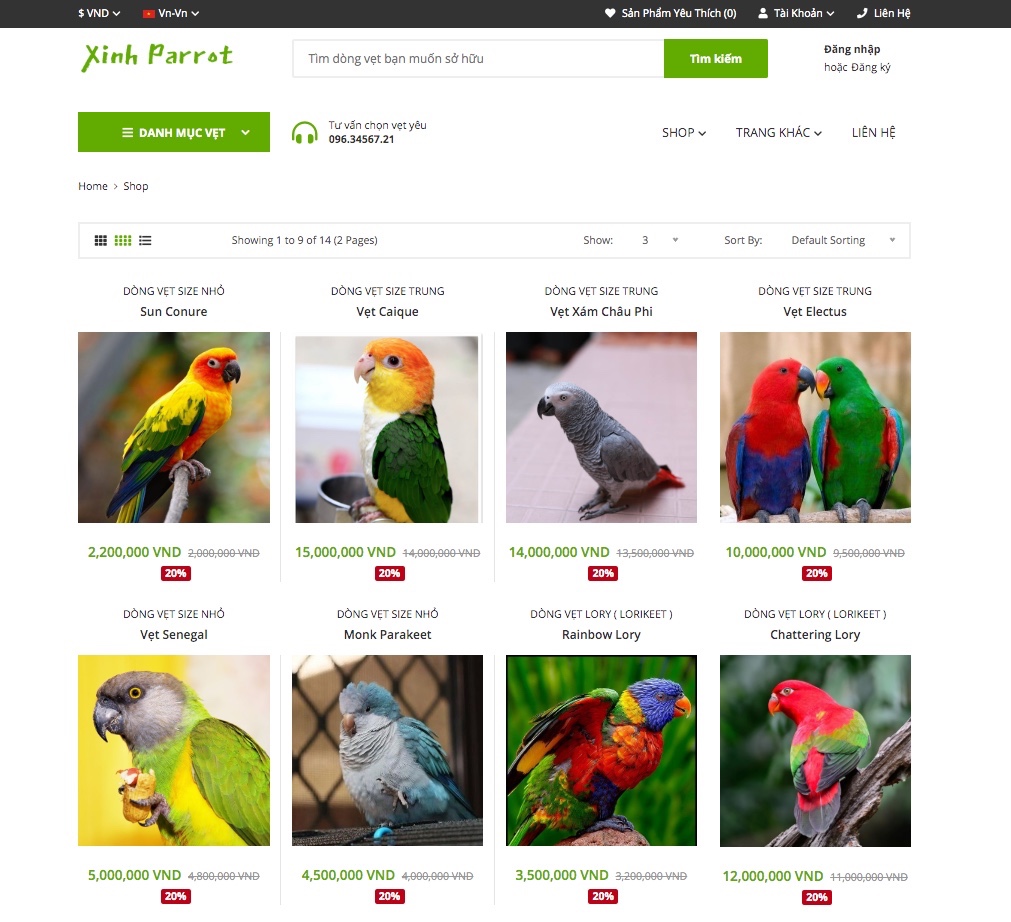 $ VND Vn-Vn Sản Phẩm Yêu Thích (0) Tài Khoản Liên Hệ
Xinh Parrot
Tìm dòng vẹt bạn muốn sở hữu Tìm kiếm
Đăng nhập
hoặc Đăng ký
DANH MỤC VẸT
Tư vấn chọn vẹt yêu
096.34567.21
SHOP TRANG KHÁC LIÊN HỆ
Home > Shop
Showing 1 to 9 of 14 (2 Pages) Show: 3 Sort By: Default Sorting
DÒNG VẸT SIZE NHỎ DÒNG VẸT SIZE TRUNG DÒNG VẸT SIZE TRUNG DÒNG VẸT SIZE TRUNG
Sun Conure Vẹt Caique Vẹt Xám Châu Phi Vẹt Electus
2,200,000 VND 2,000,000 VND 15,000,000 VND 14,000,000 VND 14,000,000 VND 13,500,000 VND 10,000,000 VND 9,500,000 VND
20% 20% 20% 20%
DÒNG VẸT SIZE NHỎ DÒNG VẸT SIZE NHỎ DÒNG VẸT LORY ( LORIKEET ) DÒNG VẸT LORY ( LORIKEET )
Vẹt Senegal Monk Parakeet Rainbow Lory Chattering Lory
5,000,000 VND 4,800,000 VND 4,500,000 VND 4,000,000 VND 3,500,000 VND 3,200,000 VND 12,000,000 VND 11,000,000 VND
20% 20% 20% 20%